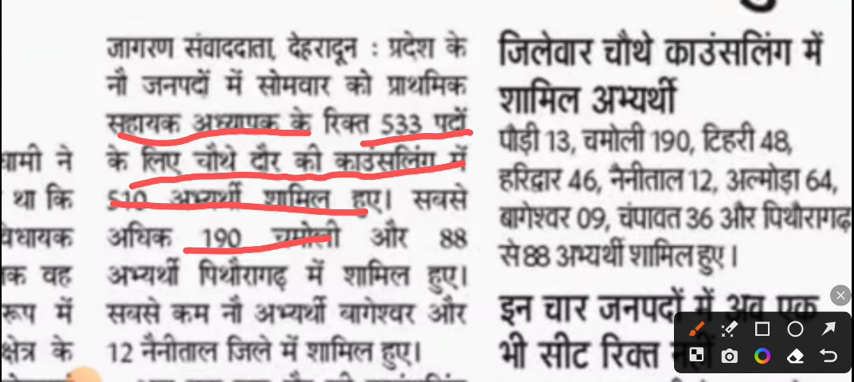 धामी ने
था कि
विधायक
क वह
रूप में
क्षेत्र के
जागरण संवाददाता, देहरादून : प्रदेश के
नौ जनपदों में सोमवार को प्राथमिक
सहायक अध्यापक के रिक्त 533 पदों
के लिए चौथे दौर की काउंसलिंग में
510 अभ्यर्थी शामिल हुए। सबसे
अधिक 190 चमोली और 88
अभ्यर्थी पिथौरागढ़ में शामिल हुए।
सबसे कम नौ अभ्यर्थी बागेश्वर और
12 नैनीताल जिले में शामिल हुए।
जिलेवार चौथे काउंसलिंग में
शामिल अभ्यर्थी
पौड़ी 13, चमोली 190, टिहरी 48,
हरिद्वार 46, नैनीताल 12, अल्मोड़ा 64,
बागेश्वर 09, चंपावत 36 और पिथौरागढ़
से 88 अभ्यर्थी शामिल हुए।
इन चार जनपदों में अब एक
भी सीट रिक्त नहीं